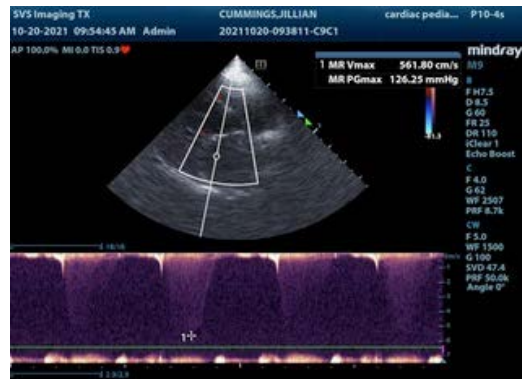 SVS Imaging TX CUMMINGS,JILLIAN cardiac pedia... P10-4s
10-20-2021 09:54:45 AM Admin 20211020-093811-C9C1
AP 100.0% MI 0.0 TIS 0.9
mindray
M9
1 MR Vmax 561.80 cm/s
MR PGmax 126.25 mmHg
B
F H7.5
D 8.5
G 60
FR 25
DR 110
iClear 1
Echo Boost
C
F 4.0
G 62
WF 2507
PRF 8.7k
CW
F 5.0
WF 1500
G 100
SVD 47.4
PRF 50.0k
Angle 0°
1